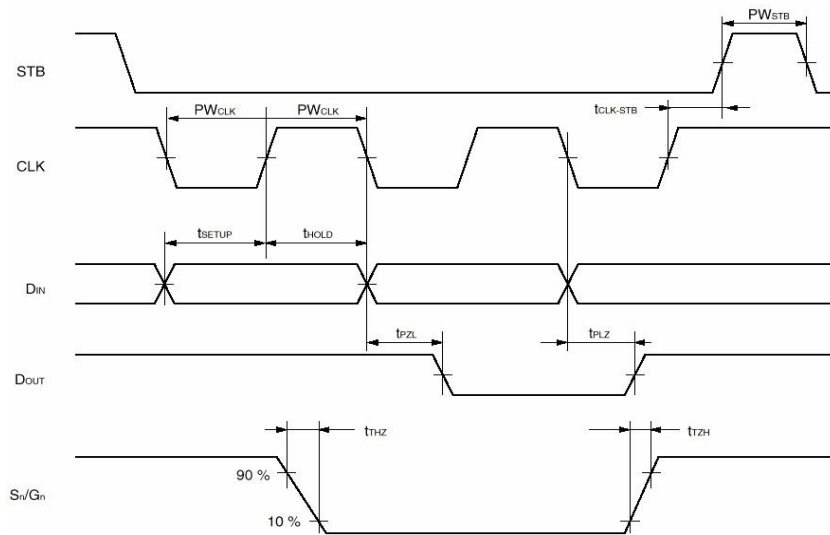 PWSTB
STB
tCLK-STB
PWCLK PWCLK
CLK
tSETUP tHOLD
DIN
tPZL tPLZ
DOUT
tTHZ tTZH
90 %
Sn/Gn
10 %